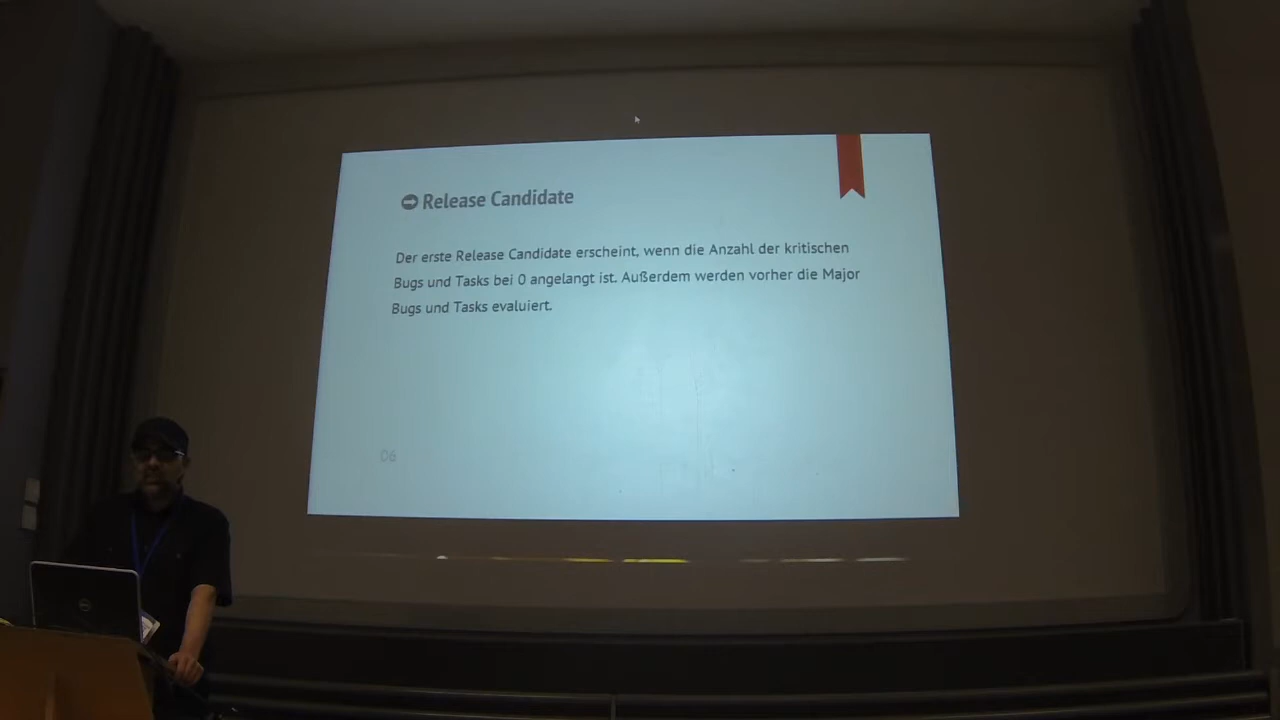 Release Candidate
Der erste Release Candidate erscheint, wenn die Anzahl der kritischen
Bugs und Tasks bei 0 angelangt ist. Außerdem werden vorher die Major
Bugs und Tasks evaluiert.
06